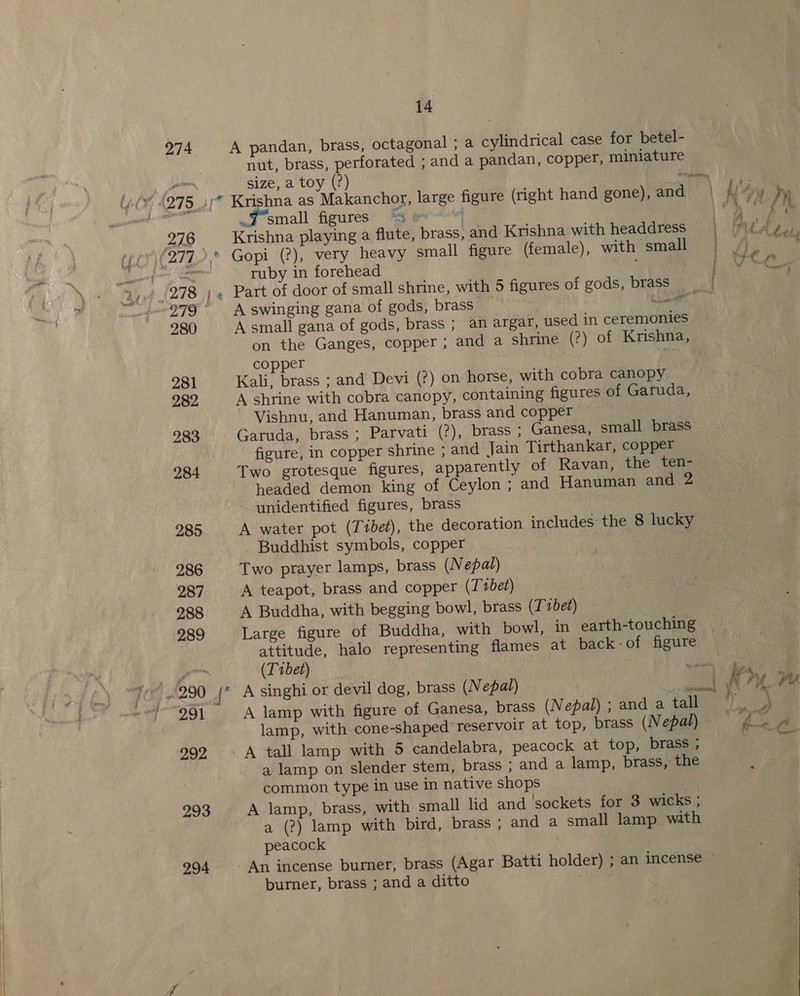 14
274 A pandan, brass, octagonal ; a cylindrical case for betel-
nut, brass, perforated ; and a pandan, copper, miniature
size, a toy (?)
275 Krishna as Makanchor, large figure (right hand gone), and
small figures
276 Krishna playing a flute, brass, and Krishna with headdress
277 Gopi (?), very heavy small figure (female), with small
ruby in forehead
278 Part of door of small shrine, with 5 figures of gods, brass
279 A swinging gana of gods, brass
280 A small gana of gods, brass ; an argar, used in ceremonies
on the Ganges, copper ; and a shrine (?) of Krishna,
copper
281 Kali, brass ; and Devi (?) on horse, with cobra canopy
282 A shrine with cobra canopy, containing figures of Garuda,
Vishnu, and Hanuman, brass and copper
283 Garuda, brass ; Parvati (?), brass ; Ganesa, small brass
figure, in copper shrine ; and Jain Tirthankar, copper
284 Two grotesque figures, apparently of Ravan, the ten-
headed demon king of Ceylon ; and Hanuman and 2
unidentified figures, brass
285 A water pot (Tibet), the decoration includes the 8 lucky
Buddhist symbols, copper
286 Two prayer lamps, brass (Nepal)
287 A teapot, brass and copper (Tibet)
288 A Buddha, with begging bowl, brass (Tibet)
289 Large figure of Buddha, with bowl, in earth-touching
attitude, halo representing flames at back of figure
(Tibet)
290 A singhi or devil dog, brass (Nepal)
291 A lamp with figure of Ganesa, brass (Nepal) ; and a tall
lamp, with cone-shaped reservoir at top, brass (Nepal)
292 A tall lamp with 5 candelabra, peacock at top, brass ;
a lamp on slender stem, brass ; and a lamp, brass, the
common type in use in native shops
293 A lamp, brass, with small lid and sockets for 3 wicks ;
a (?) lamp with bird, brass ; and a small lamp with
peacock
294 An incense burner, brass (Agar Batti holder) ; an incense
burner, brass ; and a ditto